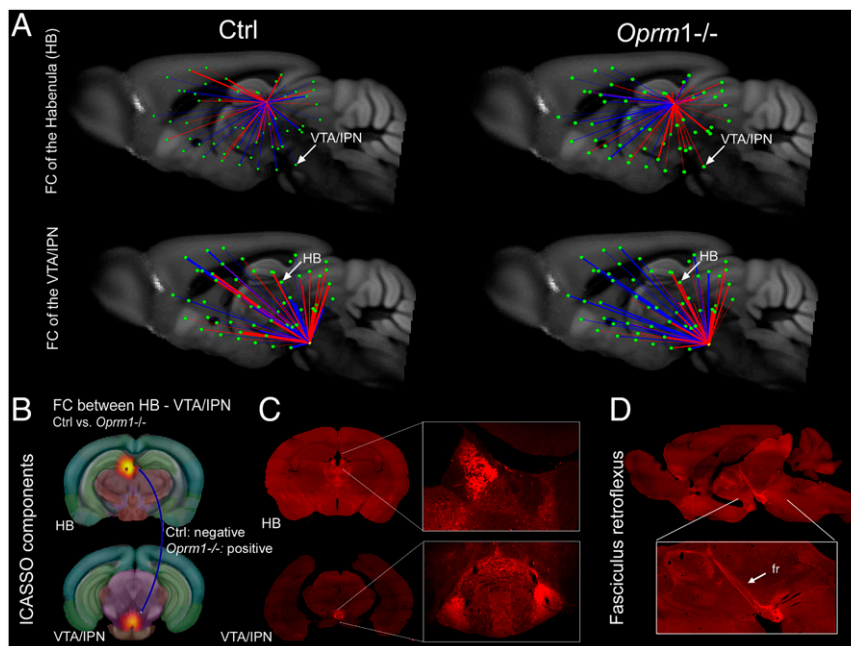 A
Ctrl
Oprm1-/-
FC of the Habenula (HB)
VTA/IPN
VTA/IPN
FC of the VTA/IPN
HB
HB
B
FC between HB - VTA/IPN
Ctrl vs. Oprm1-/-
ICASSO components
HB
Ctrl: negative
Oprm1-/-: positive
VTA/IPN
C
HB
VTA/IPN
D
Fasciculus retroflexus
fr